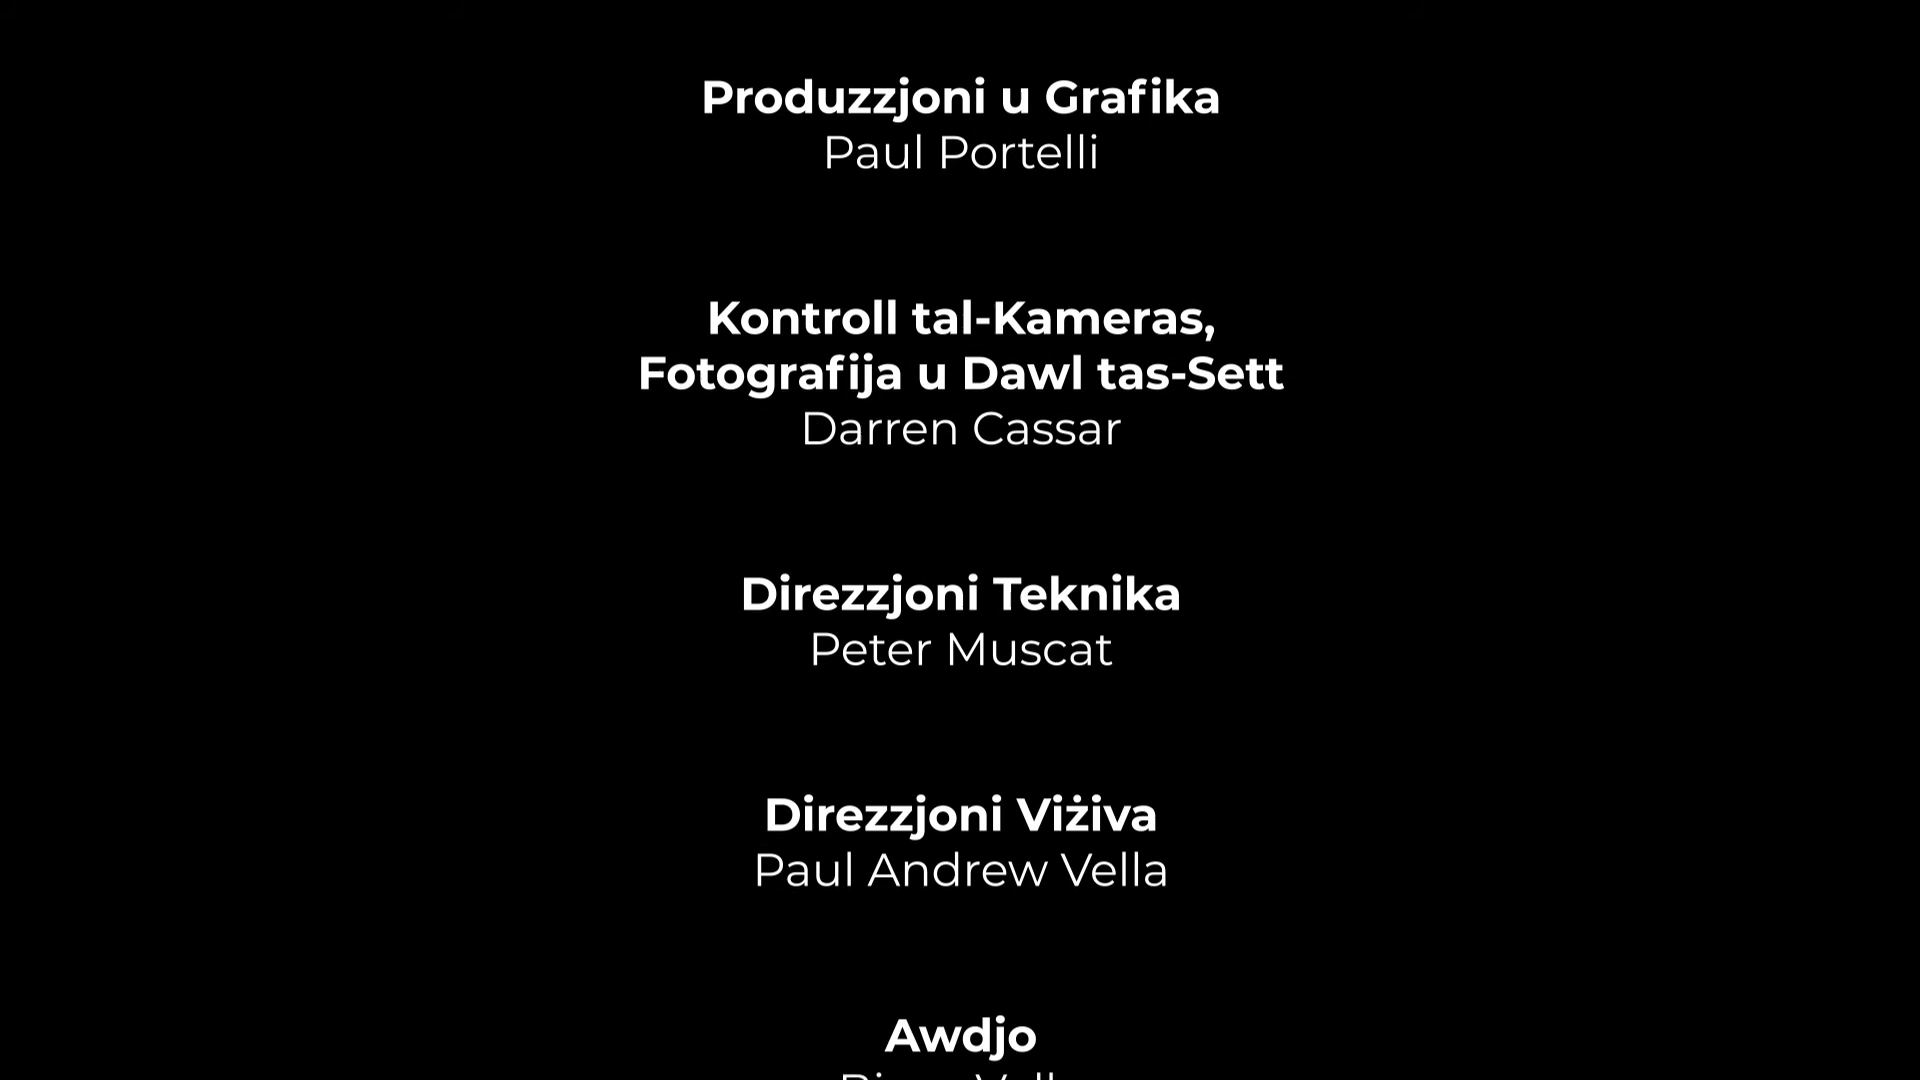 Produzzjoni u Grafika
Paul Portelli
Kontroll tal-Kameras,
Fotografija u Dawl tas-Sett
Darren Cassar
Direzzjoni Teknika
Peter Muscat
Direzzjoni Viżiva
Paul Andrew Vella
Awdjo